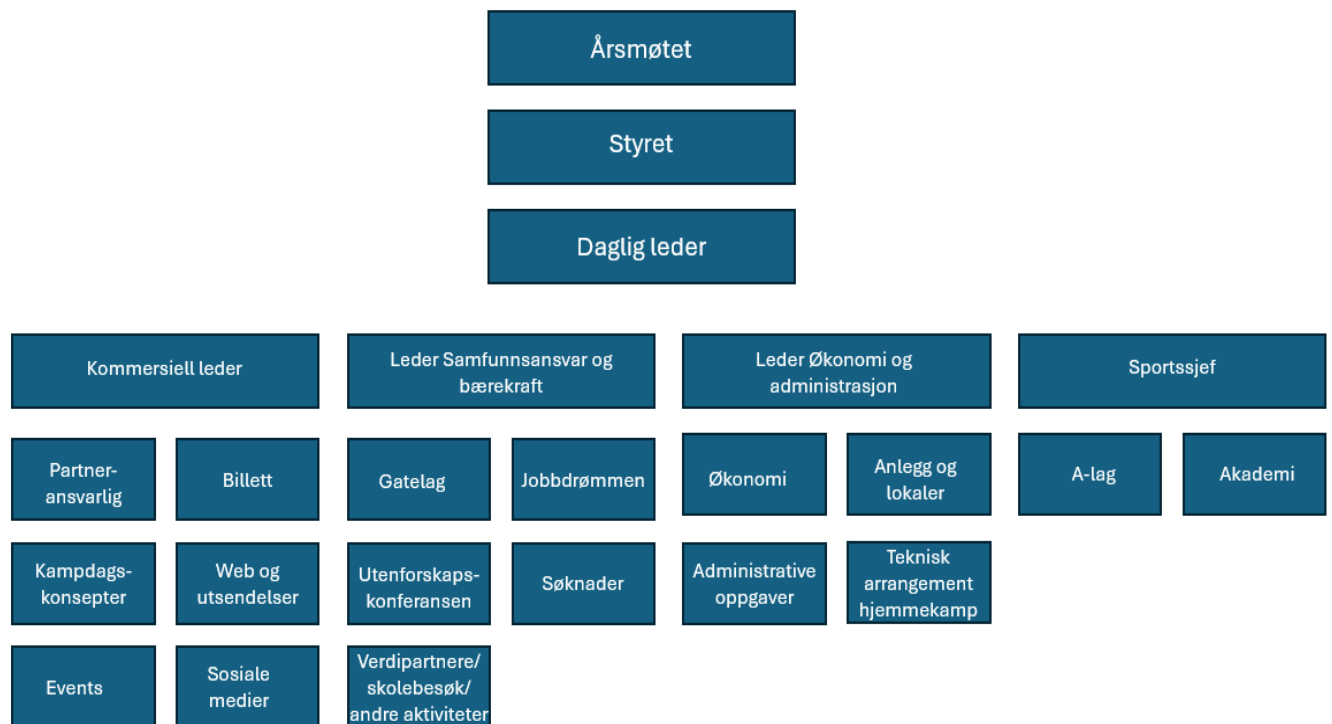 Årsmøtet
Styret
Daglig leder
Kommersiell leder
Leder Samfunnsansvar og
bærekraft
Leder Økonomi og
administrasjon
Sportssjef
Partner-
ansvarlig
Billett
Gatelag
Jobbdrømmen
Økonomi
Anlegg og
lokaler
A-lag
Akademi
Kampdags-
konsepter
Web og
utsendelser
Utenforskaps-
konferansen
Søknader
Administrative
oppgaver
Teknisk
arrangement
hjemmekamp
Events
Sosiale
medier
Verdipartnere/
skolebesøk/
andre aktiviteter